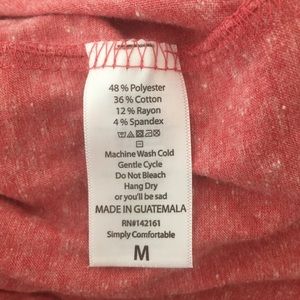 48 % Polyester
36 % Cotton
12 % Rayon
4 % Spandex
Machine Wash Cold
Gentle Cycle
Do Not Bleach
Hang Dry
or you'll be sad
MADE IN GUATEMALA
RN#142161
Simply Comfortable
M